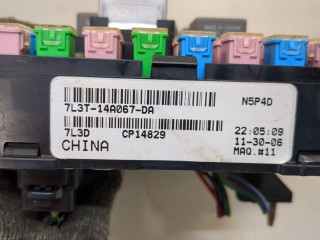 7L3T-14A067-DA
N5P4D
7L3D CP14829
22:05:09
CHINA
11-30-06
MAQ.#11